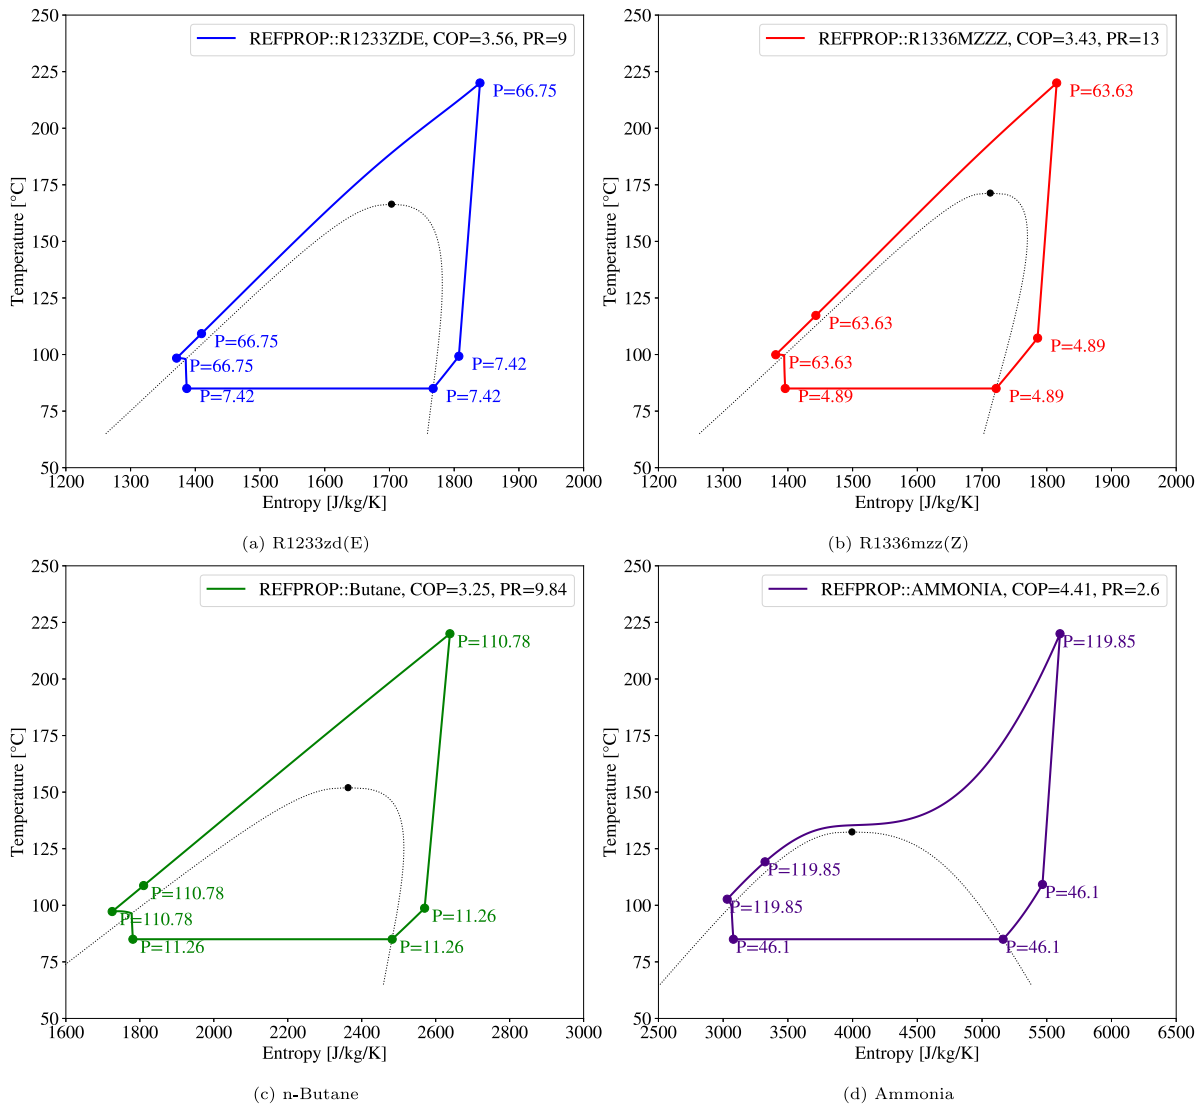 REFPROP::R1233ZDE, COP=3.56, PR=9
250
225
200
175
150
125
100
75
50
Temperature [°C]
P=66.75
P=66.75
P=66.75
P=7.42
P=7.42
P=7.42
1200 1300 1400 1500 1600 1700 1800 1900 2000
Entropy [J/kg/K]
(a) R1233zd(E)
REFPROP::R1336MZZZ, COP=3.43, PR=13
250
225
200
175
150
125
100
75
50
Temperature [°C]
P=63.63
P=63.63
P=63.63
P=4.89
P=4.89
P=4.89
1200 1300 1400 1500 1600 1700 1800 1900 2000
Entropy [J/kg/K]
(b) R1336mzz(Z)
REFPROP::Butane, COP=3.25, PR=9.84
250
225
200
175
150
125
100
75
50
Temperature [°C]
P=110.78
P=110.78
P=110.78
P=11.26
P=11.26
P=11.26
1600 1800 2000 2200 2400 2600 2800 3000
Entropy [J/kg/K]
(c) n-Butane
REFPROP::AMMONIA, COP=4.41, PR=2.6
250
225
200
175
150
125
100
75
50
Temperature [°C]
P=119.85
P=119.85
P=119.85
P=46.1
P=46.1
P=46.1
2500 3000 3500 4000 4500 5000 5500 6000 6500
Entropy [J/kg/K]
(d) Ammonia